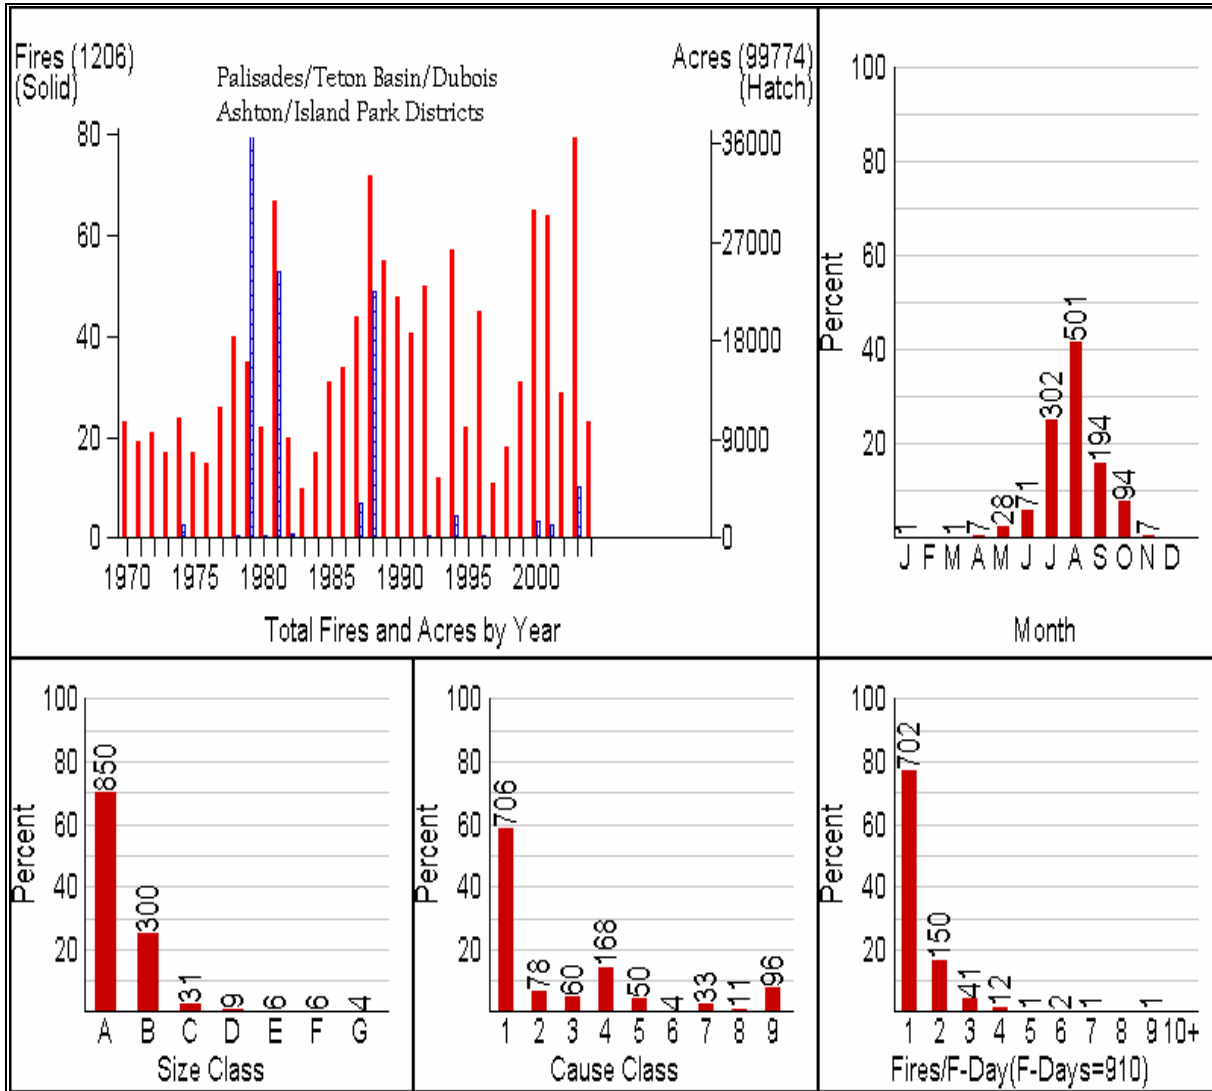 Fires (1206)
(Solid)
Palisades/Teton Basin/Dubois
Ashton/Island Park Districts
Acres (99774)
(Hatch)
80
60
40
20
0
36000
27000
18000
9000
0
1970 1975 1980 1985 1990 1995 2000
Total Fires and Acres by Year
100
80
60
40
20
Percent
1 1 7 28 71 302 501 194 94 7
J F M A M J J A S O N D
Month
100
80
60
40
20
Percent
850 300 31 9 6 6 4
A B C D E F G
Size Class
100
80
60
40
20
Percent
706 78 60 168 50 4 33 11 96
1 2 3 4 5 6 7 8 9
Cause Class
100
80
60
40
20
Percent
702 150 41 12 1 2 1 1
1 2 3 4 5 6 7 8 9 10+
Fires/F-Day(F-Days=910)